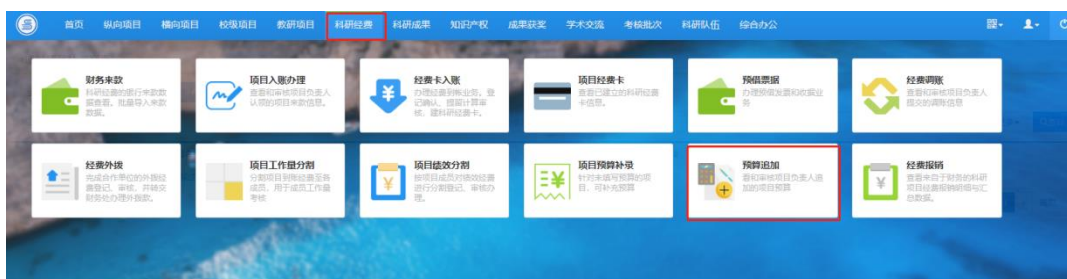 首页 纵向项目 横向项目 校级项目 教研项目 科研经费 科研成果 知识产权 成果获奖 学术交流 考核批次 科研队伍 综合办公
财务来款
科研经费的银行来款数
据查看。批量导入来款
数据。
项目入账办理
查看和审核项目负责人
认领的项目来款信息。
经费卡入账
办理经费到帐业务。登
记确认、提留计算审
核、建科研经费卡。
项目经费卡
查看已建立的科研经费
卡信息。
预借票据
办理预借发票和收据业
务
经费调账
查看和审核项目负责人
提交的调账信息
经费外拨
完成合作单位的外拨经
费登记、审核。并转交
财务处办理外拨款。
项目工作量分割
分割项目到账经费至各
成员。用于成员工作量
考核
项目绩效分割
按项目成员对绩效经费
进行分割登记、审核办
理。
项目预算补录
针对未填写预算的项
目，可补充预算
预算追加
看和审核项目负责人追
加的项目预算
经费报销
查看来自于财务的科研
项目经费报销明细与汇
总数据。